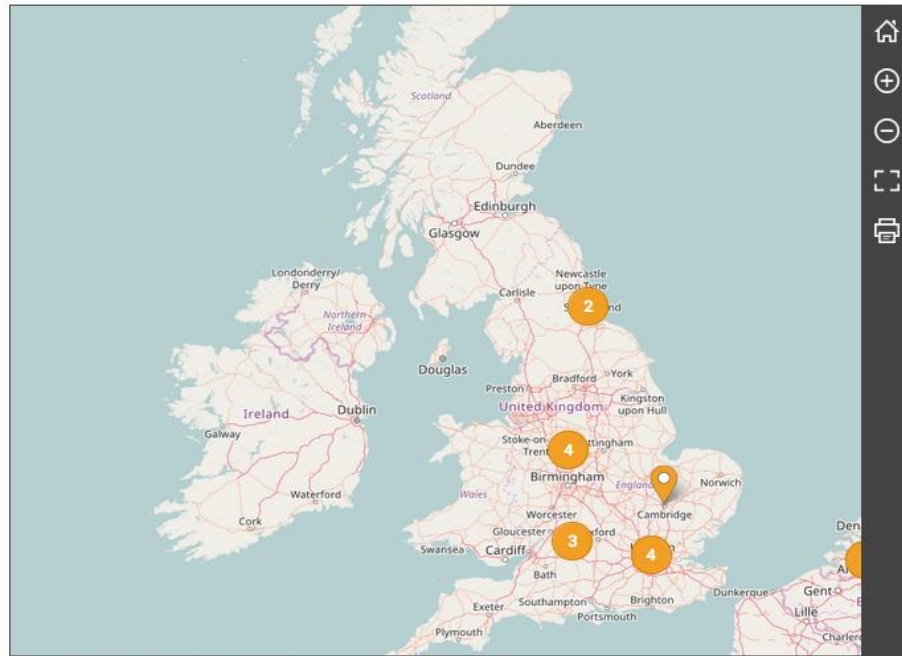 Scotland
Aberdeen
Dundee
Edinburgh
Glasgow
Londonderry/
Derry
Newcastle
upon Tyne
Carlisle
2
Northern
Ireland
Douglas
York
Bradford
Preston
Kingston
upon Hull
United Kingdom
Ireland
Dublin
Galway
Stoke-on-
Trent
4
Birmingham
England
Norwich
Wales
Waterford
Worcester
Cambridge
Cork
Gloucester
3
Swansea
Cardiff
4
Bath
Gent
Dunkerque
Southampton
Brighton
Exeter
Portsmouth
Lille
Plymouth